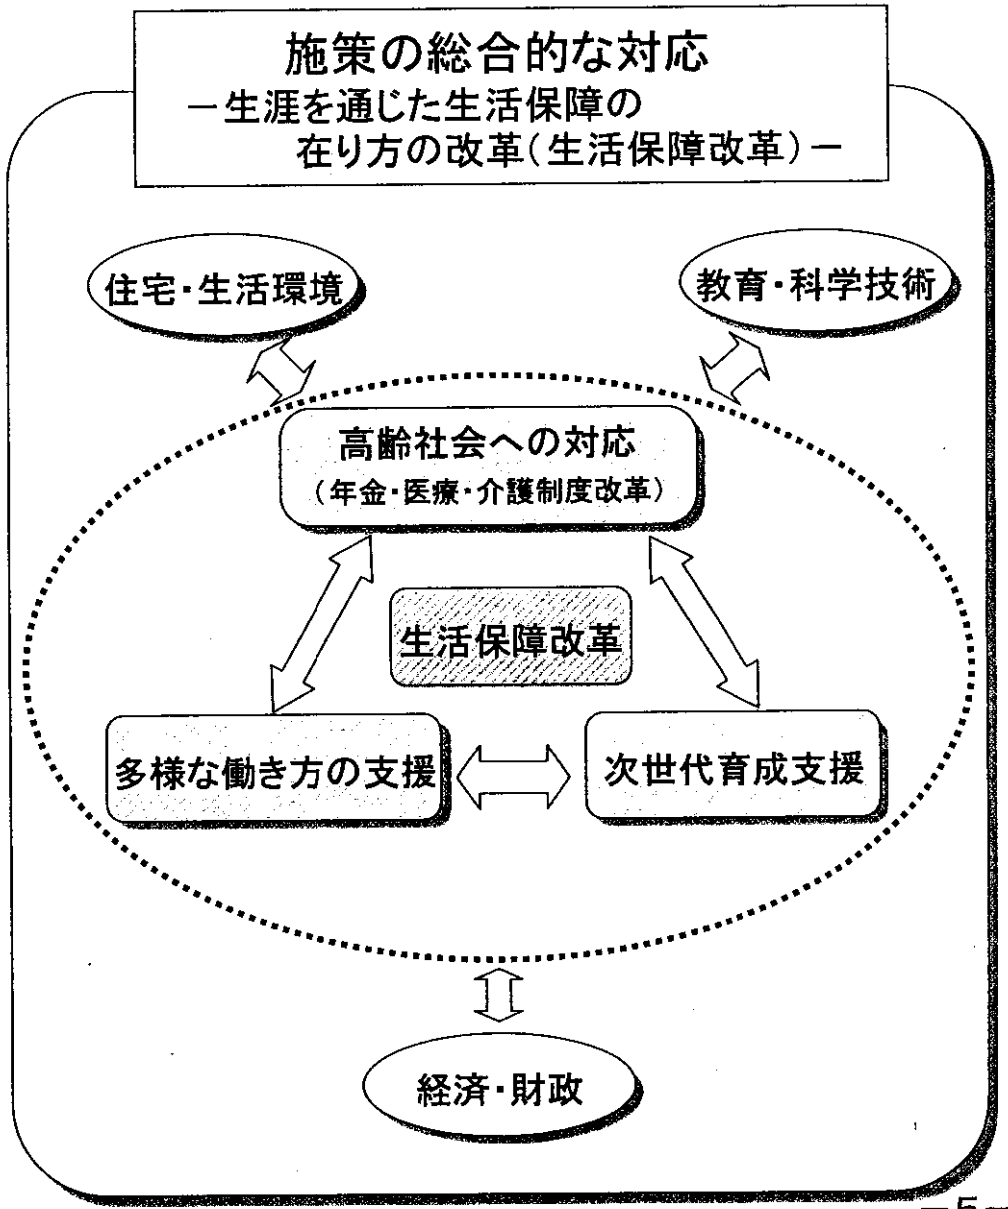 施策の総合的な対応
－生涯を通じた生活保障の
在り方の改革(生活保障改革)－
住宅・生活環境
教育・科学技術
高齢社会への対応
(年金・医療・介護制度改革)
生活保障改革
多様な働き方の支援
次世代育成支援
経済・財政